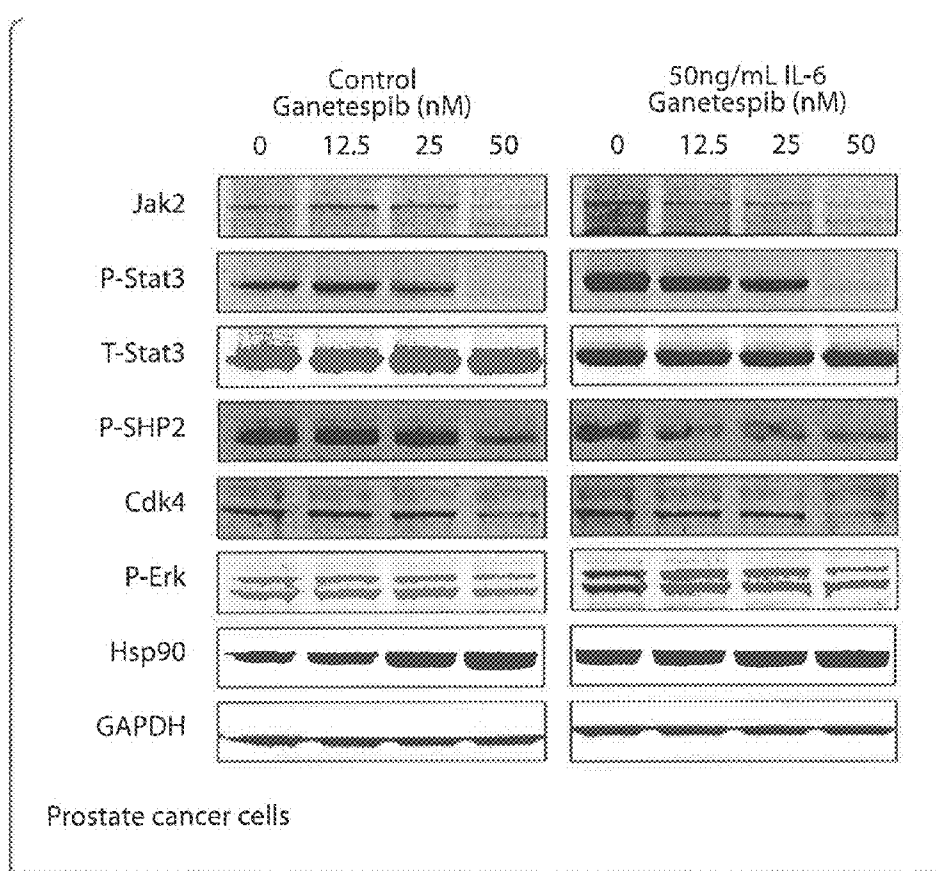 Control
Ganetespib (nM)
50ng/mL IL-6
Ganetespib (nM)
0 12.5 25 50
0 12.5 25 50
Jak2
P-Stat3
T-Stat3
P-SHP2
Cdk4
P-Erk
Hsp90
GAPDH
Prostate cancer cells